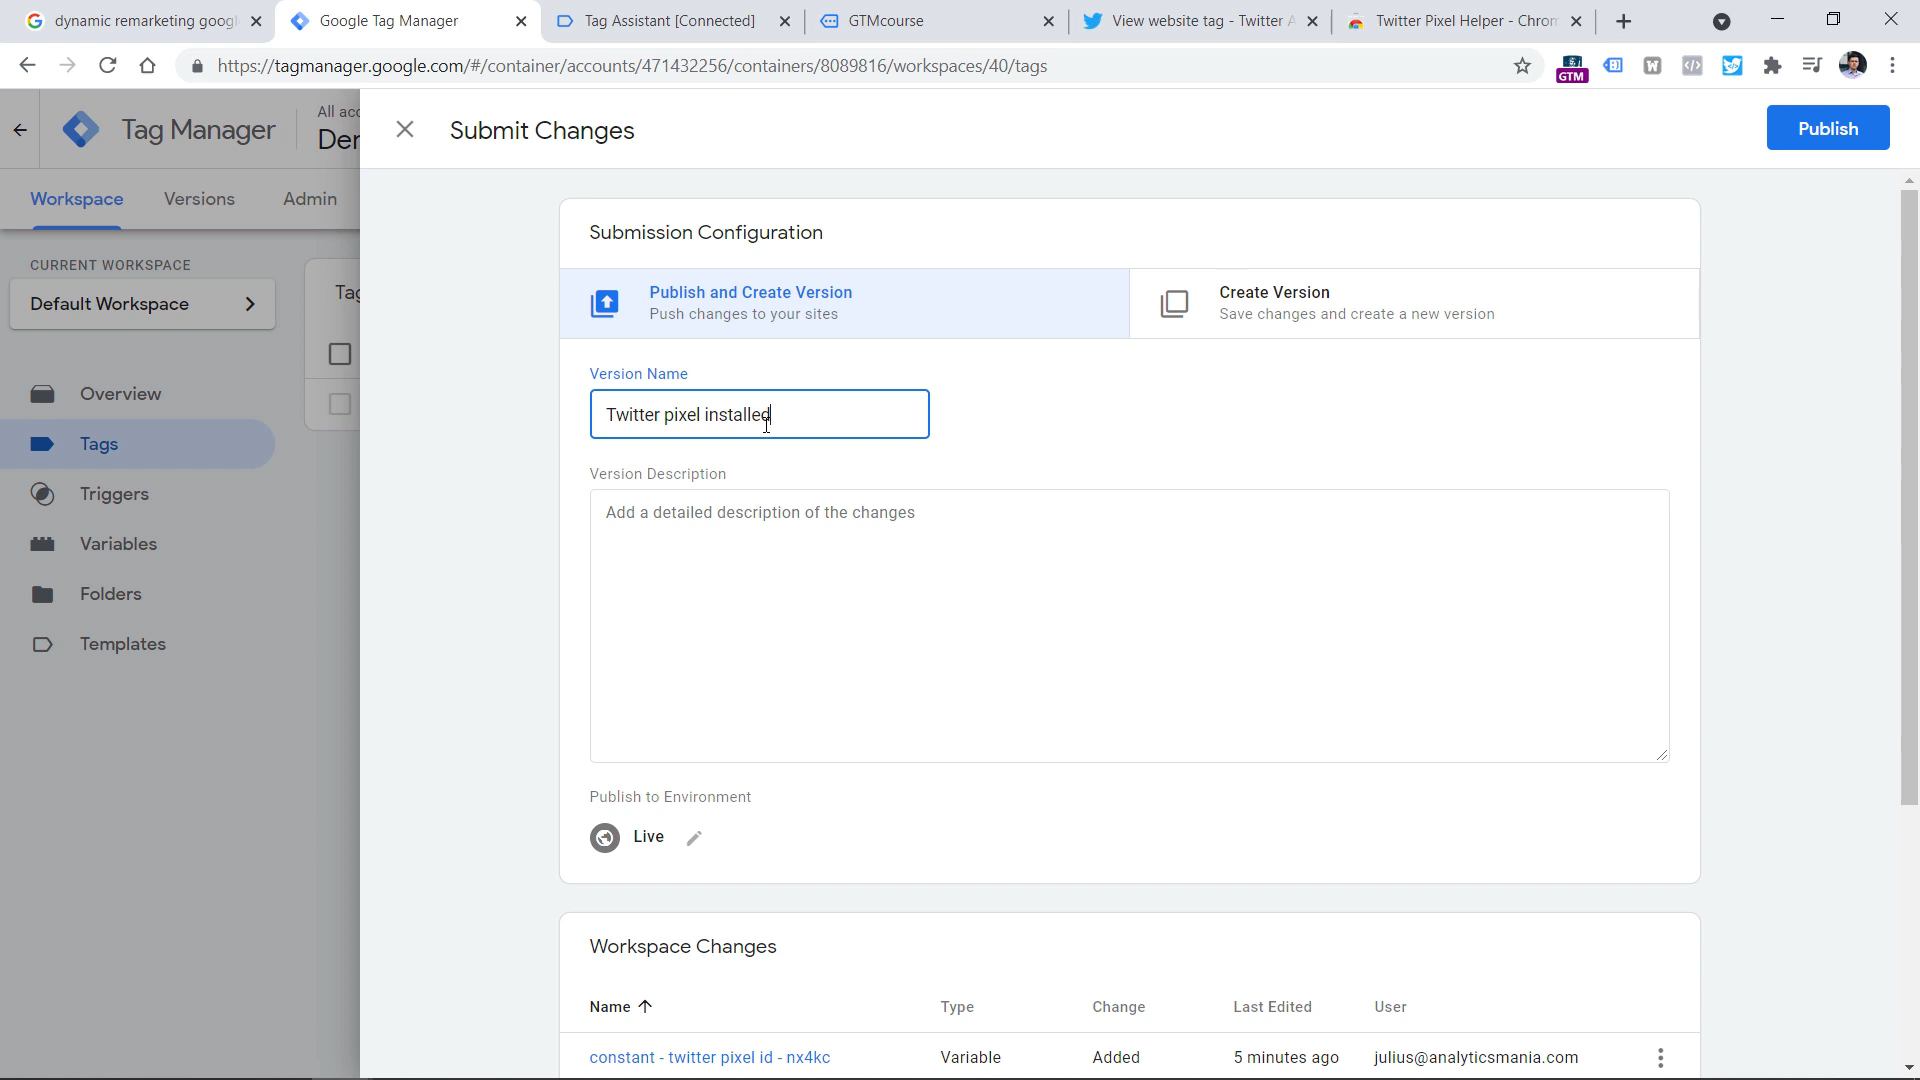 dynamic remarketing googl
Google Tag Manager
Tag Assistant [Connected]
GTMcourse
View website tag - Twitter A
Twitter Pixel Helper - Chrom
https://tagmanager.google.com/#/container/accounts/471432256/containers/8089816/workspaces/40/tags
GTM
Tag Manager
All acc
Der
Submit Changes
Publish
Workspace
Versions
Admin
CURRENT WORKSPACE
Default Workspace
Tag
Overview
Tags
Triggers
Variables
Folders
Templates
Submission Configuration
Publish and Create Version
Push changes to your sites
Create Version
Save changes and create a new version
Version Name
Twitter pixel installed
Version Description
Add a detailed description of the changes
Publish to Environment
Live
Workspace Changes
Name
Type
Change
Last Edited
User
constant - twitter pixel id - nx4kc
Variable
Added
5 minutes ago
julius@analyticsmania.com